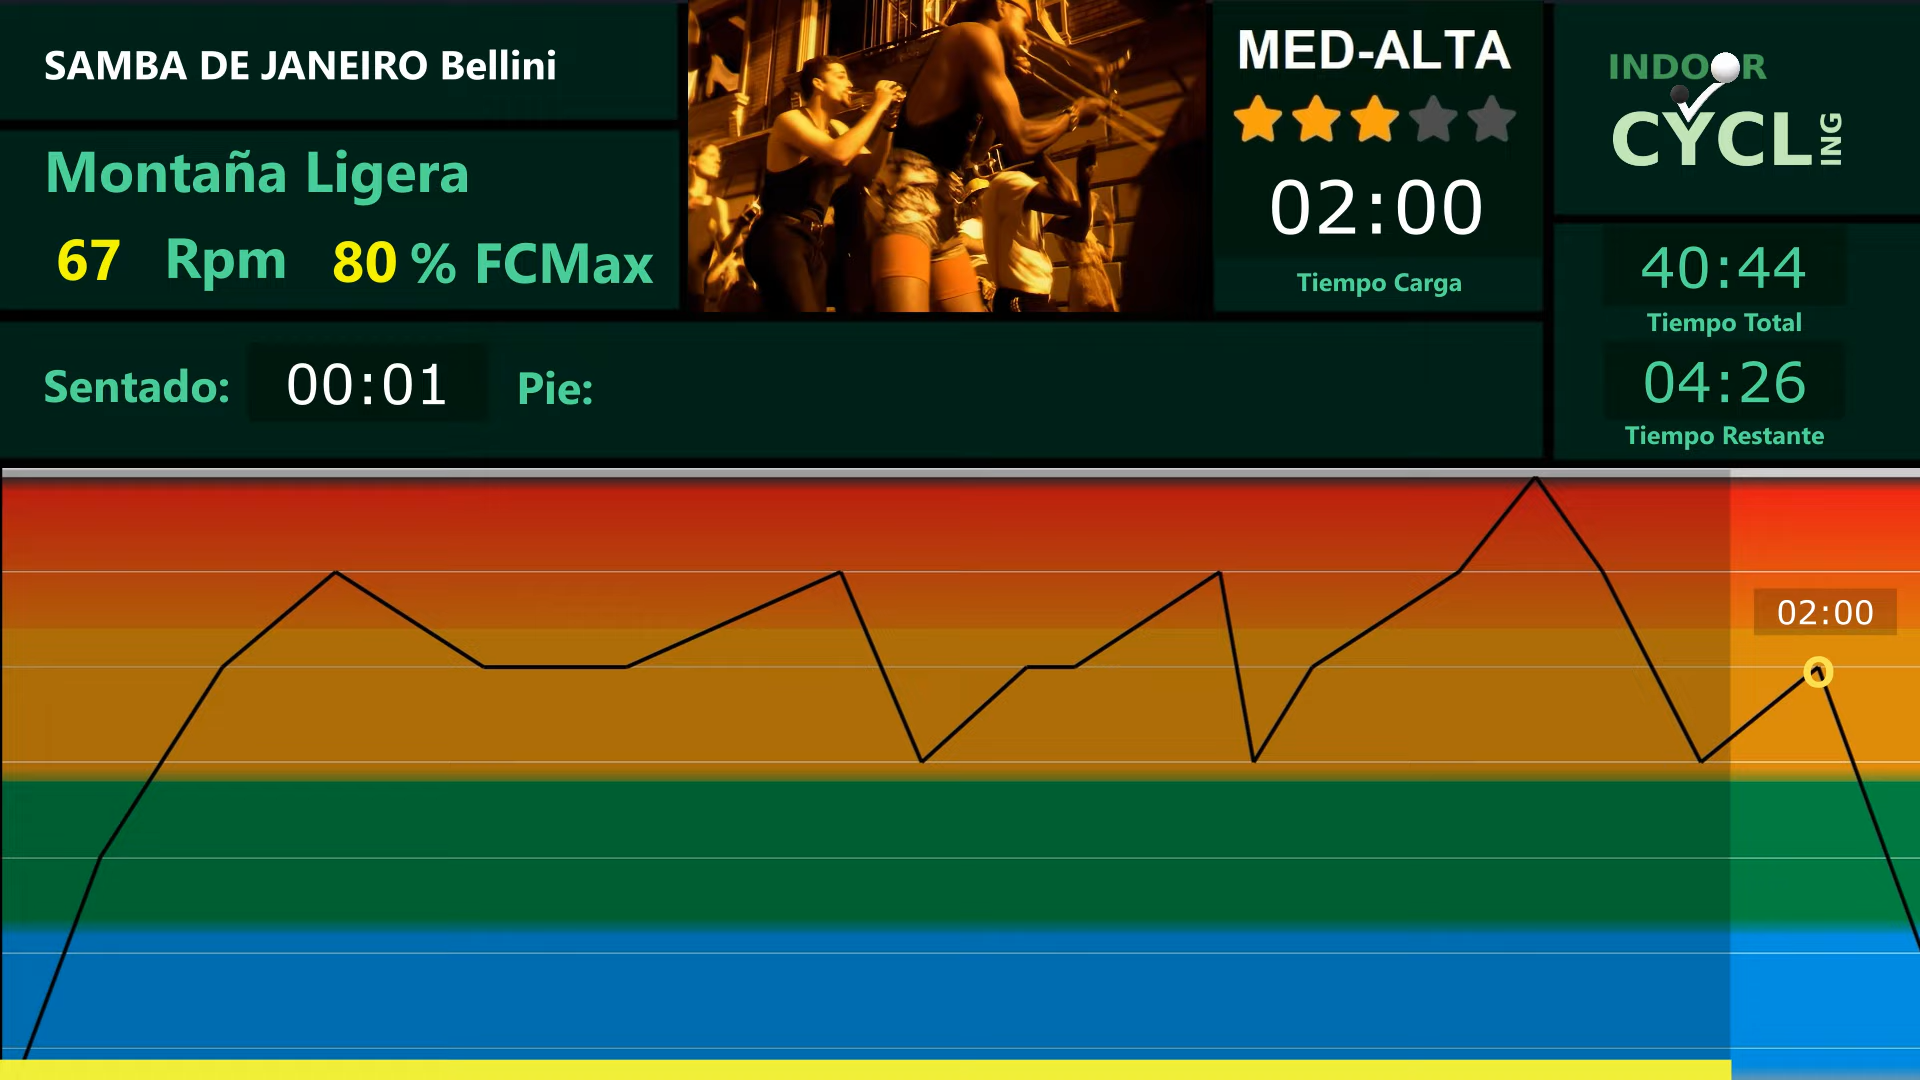 SAMBA DE JANEIRO Bellini
Montaña Ligera
67 Rpm 80 % FCMax
Sentado: 00:01 Pie:
MED-ALTA
02:00
Tiempo Carga
INDOOR
CYCLING
40:44
Tiempo Total
04:26
Tiempo Restante
02:00